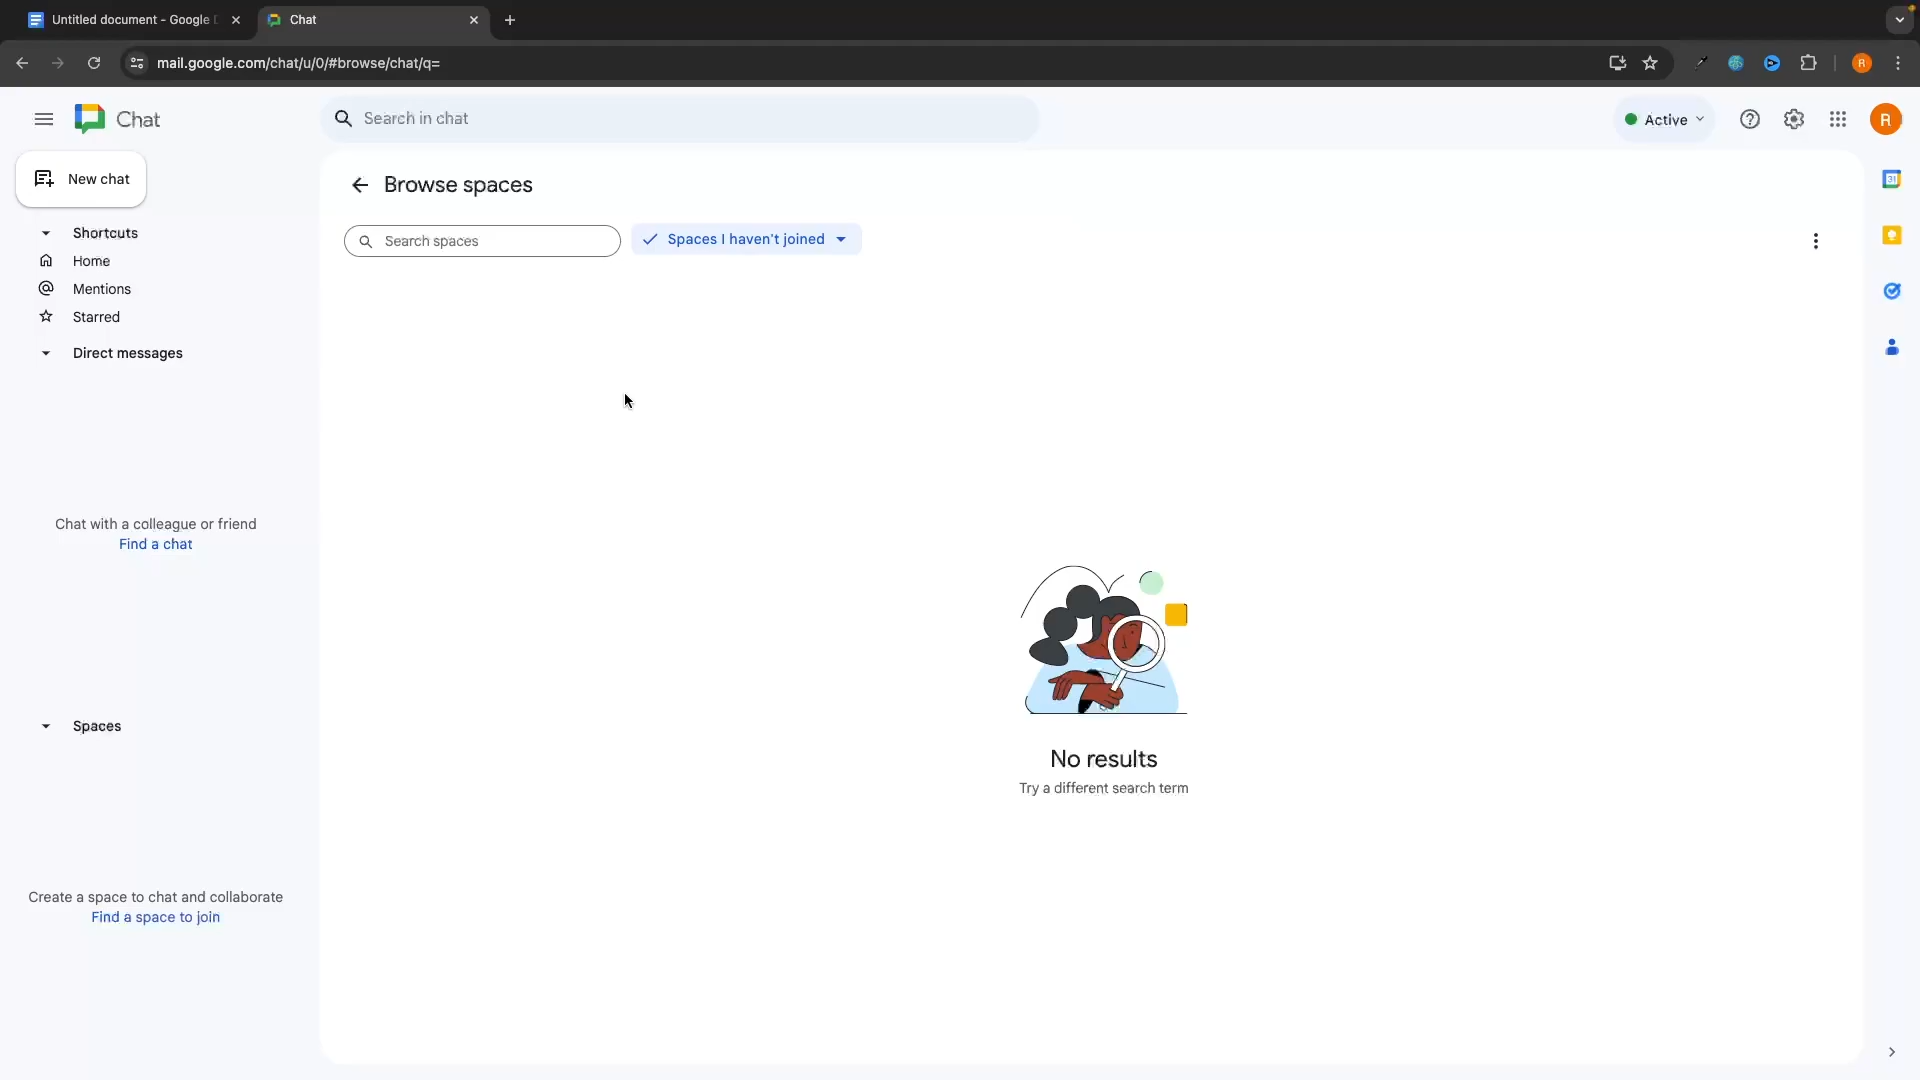 Untitled document - Google D
Chat
mail.google.com/chat/u/0/#browse/chat/q=
R
Chat
Search in chat
Active
R
New chat
Browse spaces
31
Shortcuts
Search spaces
Spaces I haven't joined
Home
Mentions
Starred
Direct messages
Chat with a colleague or friend
Find a chat
Spaces
No results
Try a different search term
Create a space to chat and collaborate
Find a space to join